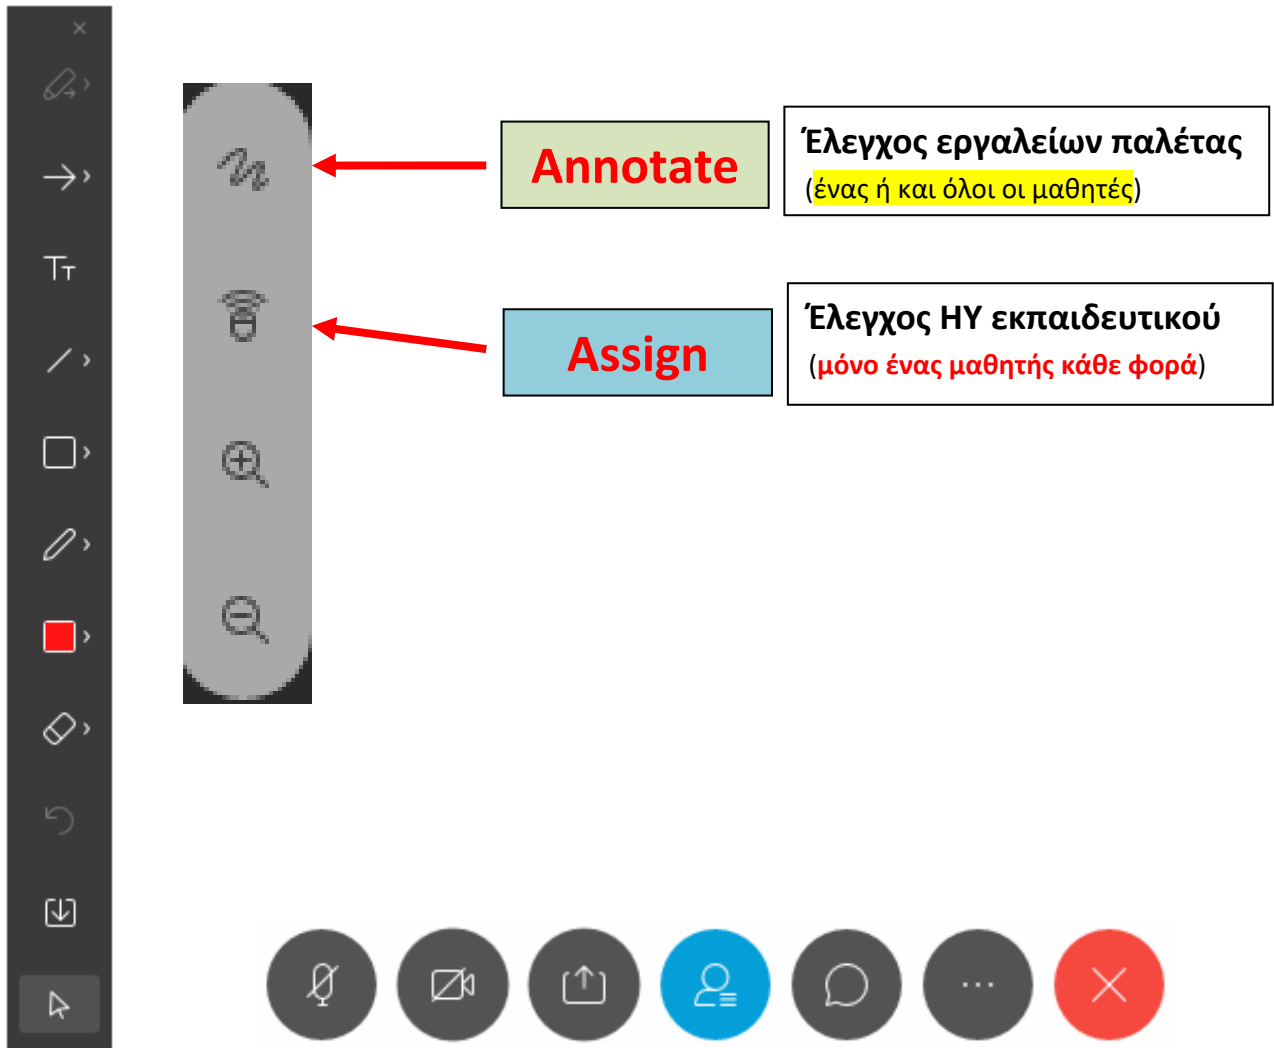 Annotate
Έλεγχος εργαλείων παλέτας
(ένας ή και όλοι οι μαθητές)
Assign
Έλεγχος ΗΥ εκπαιδευτικού
(μόνο ένας μαθητής κάθε φορά)